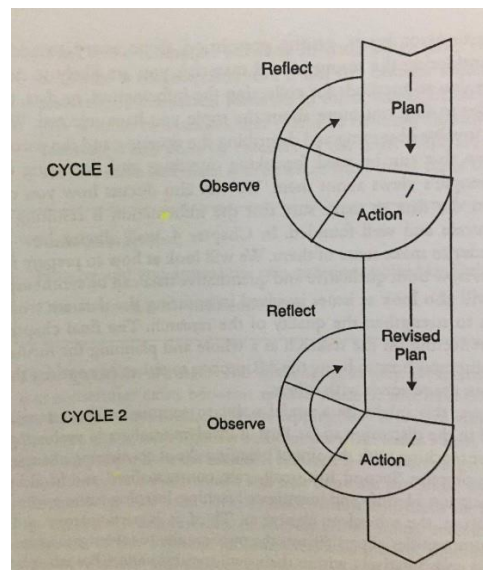 Reflect
Plan
CYCLE 1
Observe
Action
Reflect
Revised
Plan
CYCLE 2
Observe
Action